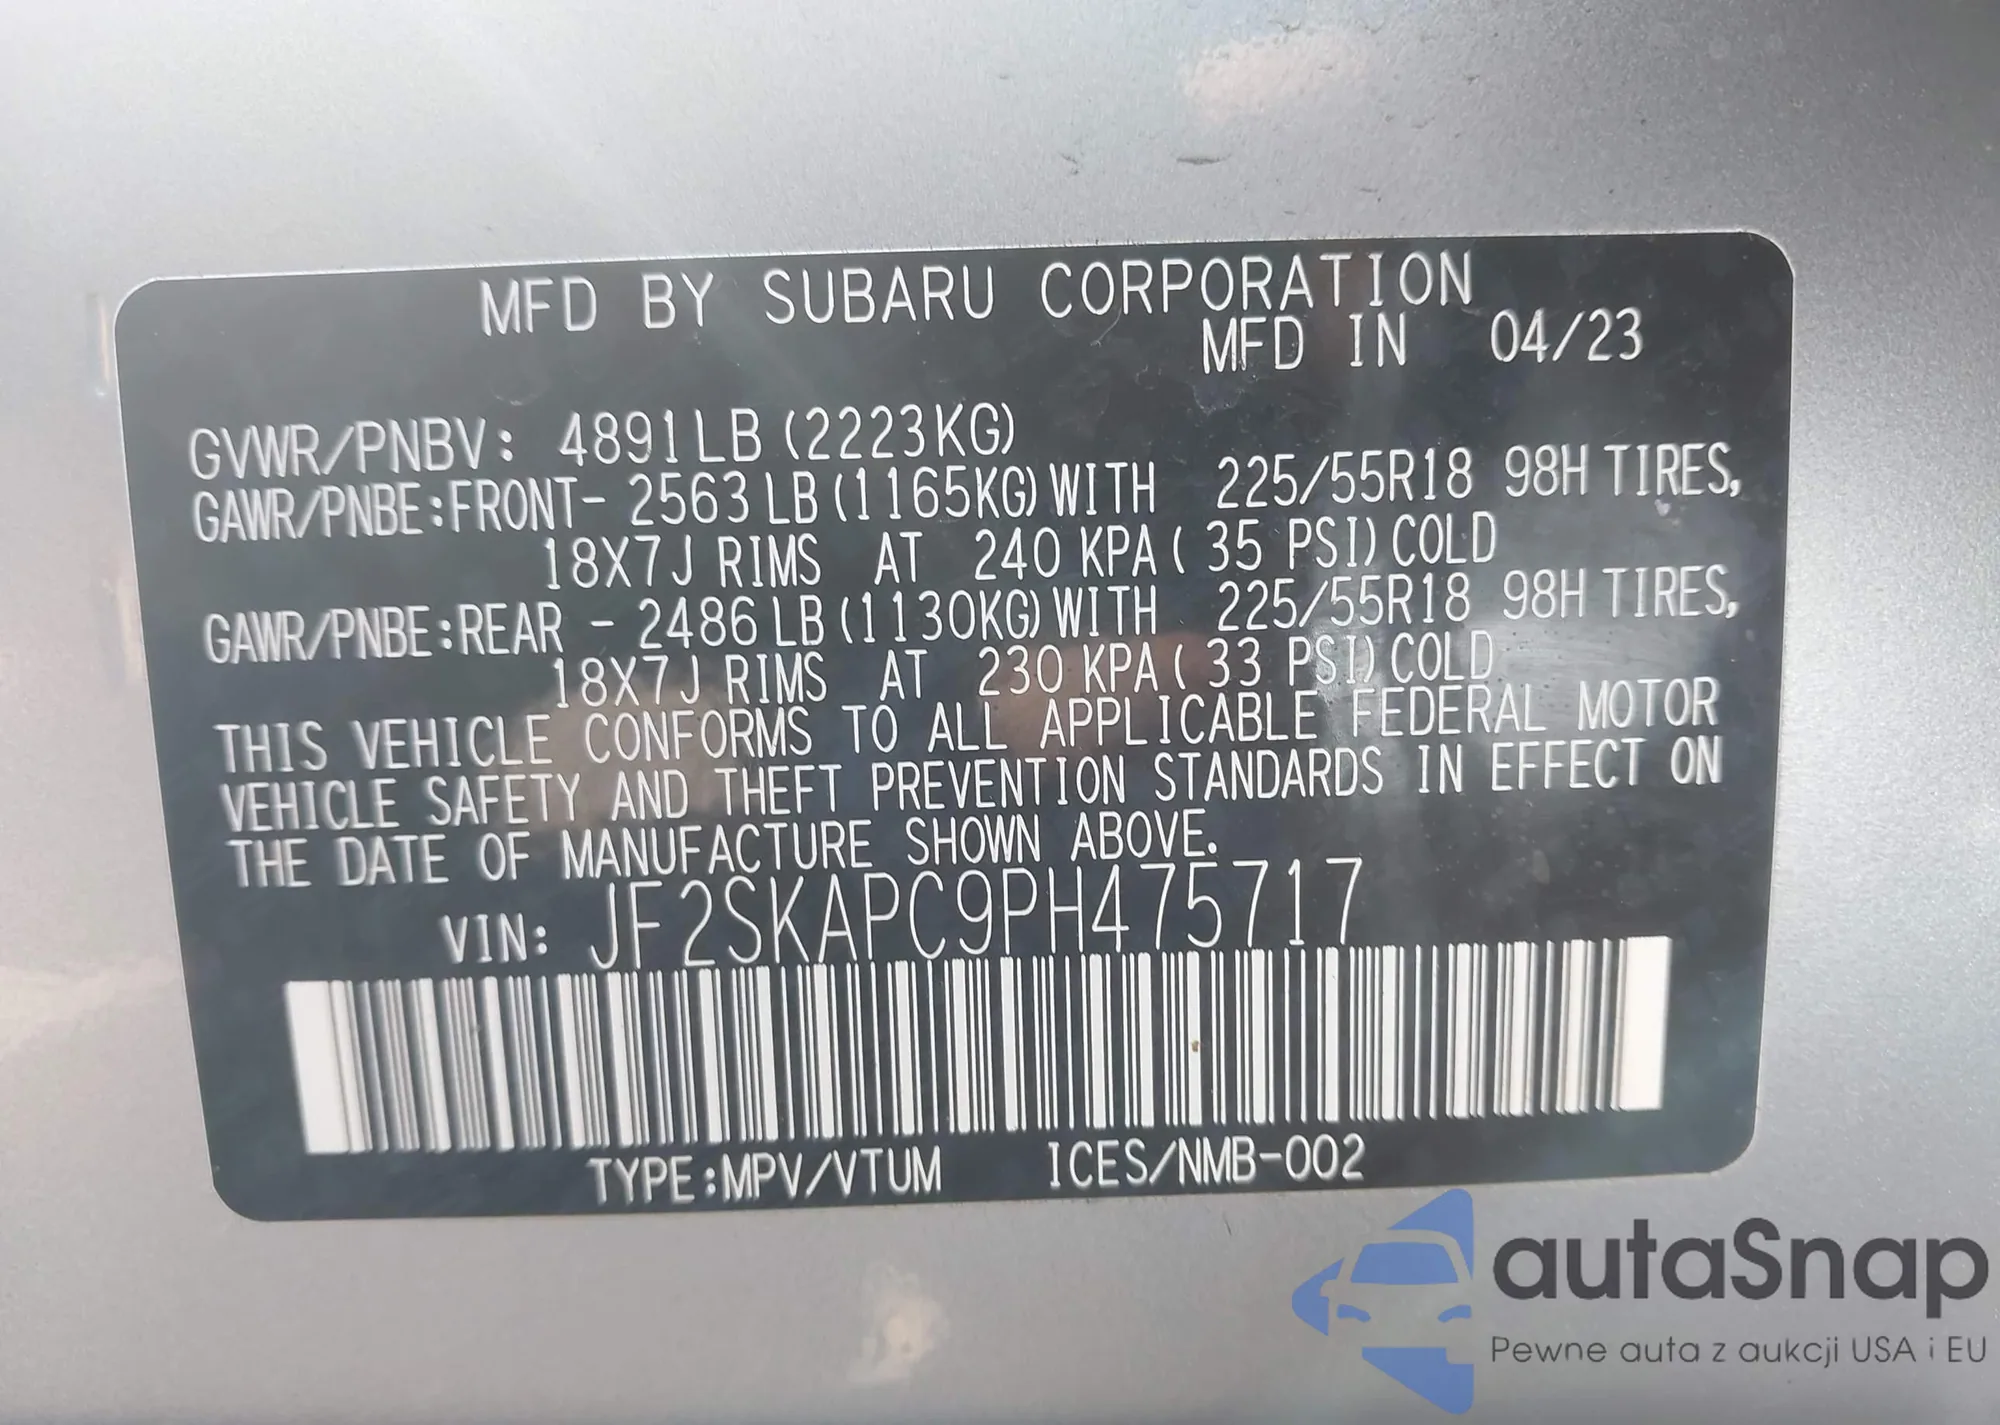 MFD BY SUBARU CORPORATION
MFD IN 04/23
GVWR/PNBV: 4891LB (2223KG)
GAWR/PNBE:FRONT- 2563LB (1165KG) WITH 225/55R18 98H TIRES,
18X7J RIMS AT 240 KPA ( 35 PSI) COLD
GAWR/PNBE:REAR - 2486LB (1130KG) WITH 225/55R18 98H TIRES,
18X7J RIMS AT 230 KPA ( 33 PSI) COLD
THIS VEHICLE CONFORMS TO ALL APPLICABLE FEDERAL MOTOR
VEHICLE SAFETY AND THEFT PREVENTION STANDARDS IN EFFECT ON
THE DATE OF MANUFACTURE SHOWN ABOVE.
VIN: JF2SKAPC9PH475717
TYPE:MPV/VTUM ICES/NMB-002
autaSnap
Pewne auta z aukcji USA i EU